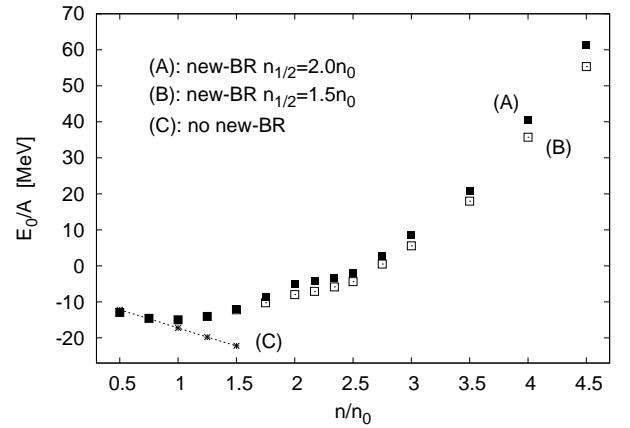 70
60
50
40
30
20
10
0
-10
-20
E0/A [MeV]
(A): new-BR n1/2=2.0n0
(B): new-BR n1/2=1.5n0
(C): no new-BR
(A)
(B)
(C)
0.5 1 1.5 2 2.5 3 3.5 4 4.5
n/n0